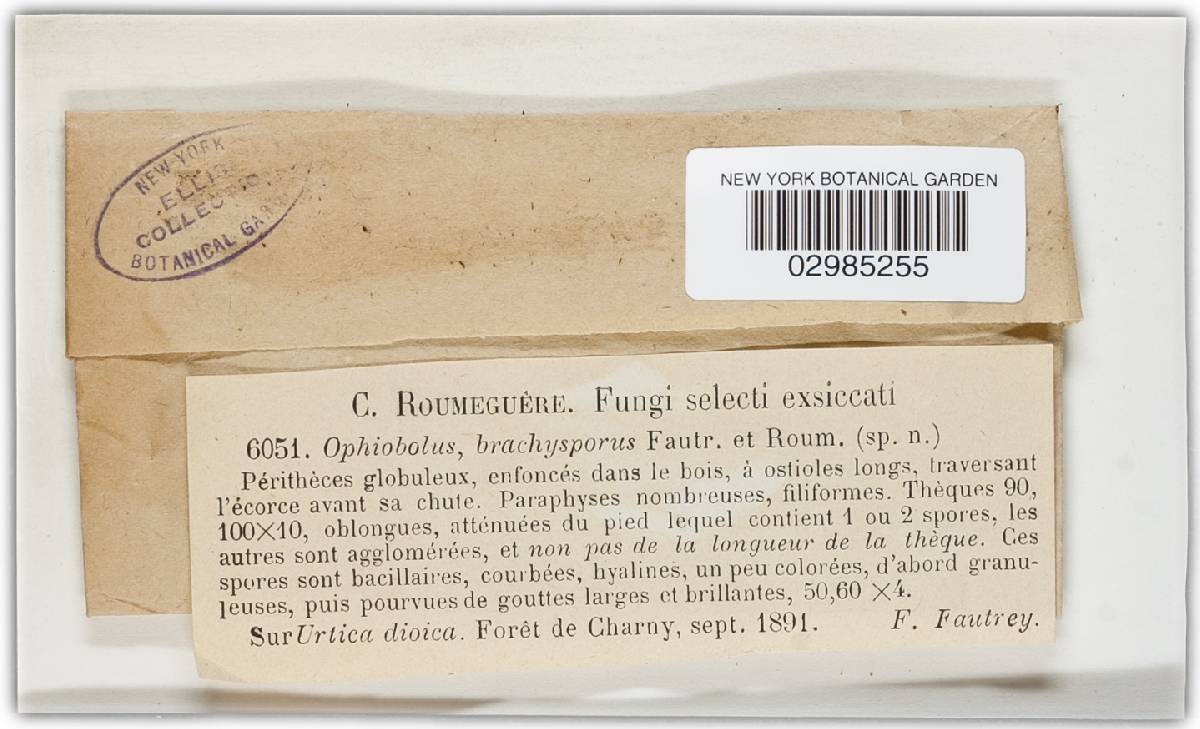 NEW YORK
ELLIS
COLLECTION
BOTANICAL GARDEN
NEW YORK BOTANICAL GARDEN
02985255
C. ROUMEGUÈRE. Fungi selecti exsiccati
6051. Ophiobolus, brachysporus Fautr. et Roum. (sp. n.)
Périthèces globuleux, enfoncés dans le bois, à ostioles longs, traversant
l'écorce avant sa chute. Paraphyses nombreuses, filiformes. Thèques 90,
100×10, oblongues, atténuées du pied lequel contient 1 ou 2 spores, les
autres sont agglomérées, et non pas de la longueur de la thèque. Ces
spores sont bacillaires, courbées, hyalines, un peu colorées, d'abord granu-
leuses, puis pourvues de gouttes larges et brillantes, 50,60 ×4.
Sur Urtica dioica. Forêt de Charny, sept. 1891. F. Fautrey.